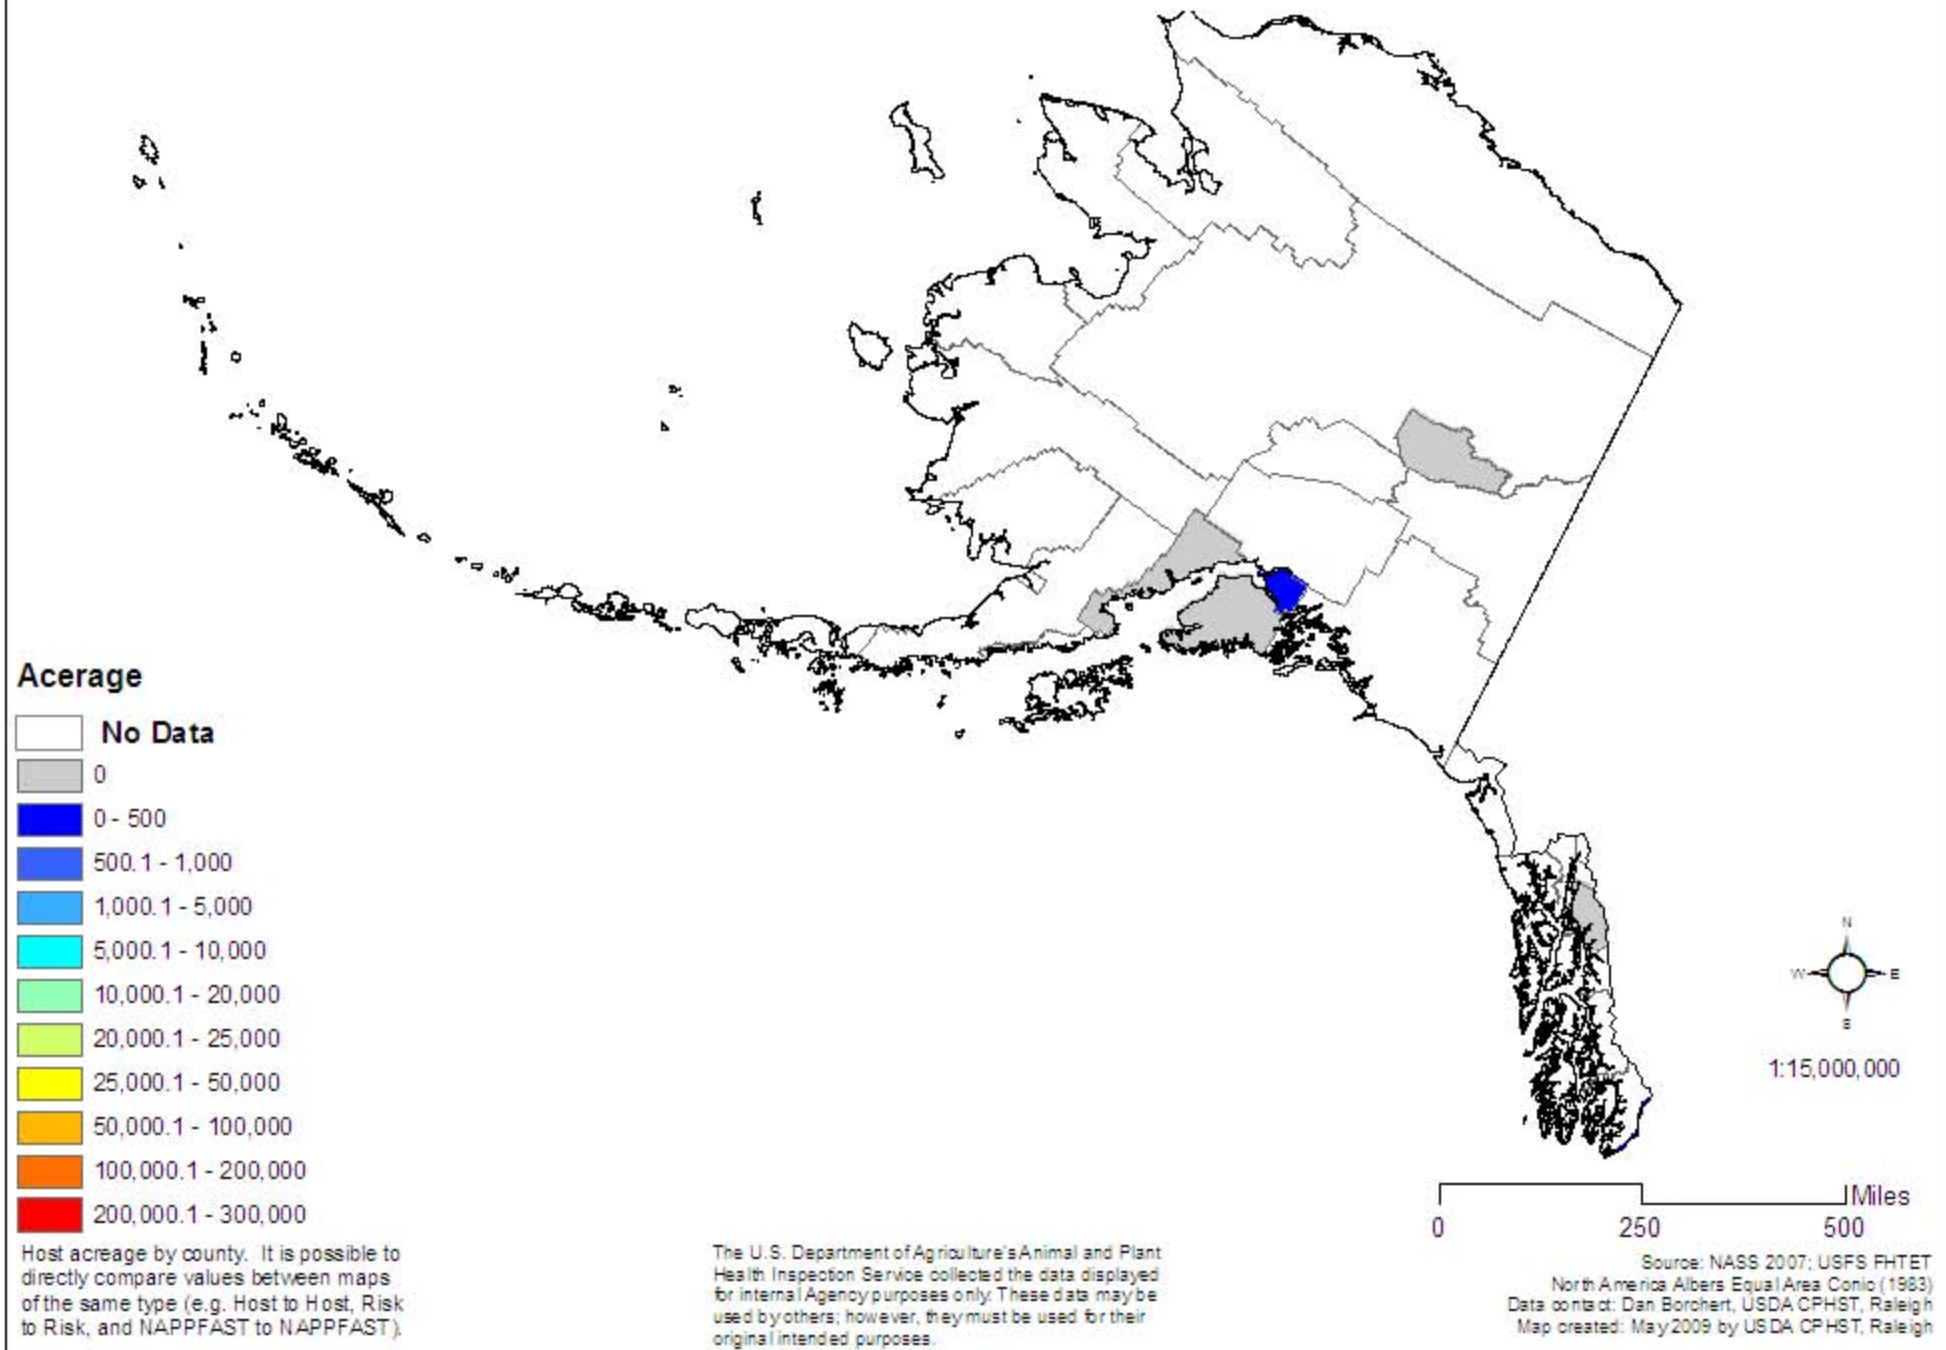 Acerage
No Data
0
0 - 500
500.1 - 1,000
1,000.1 - 5,000
5,000.1 - 10,000
10,000.1 - 20,000
20,000.1 - 25,000
25,000.1 - 50,000
50,000.1 - 100,000
100,000.1 - 200,000
200,000.1 - 300,000
Host acreage by county. It is possible to
directly compare values between maps
of the same type (e.g. Host to Host, Risk
to Risk, and NAPPFAST to NAPPFAST).
The U.S. Department of Agriculture's Animal and Plant
Health Inspection Service collected the data displayed
for internal Agency purposes only. These data may be
used by others; however, they must be used for their
original intended purposes.
N
W E
S
1:15,000,000
Miles
0 250 500
Source: NASS 2007; USFS FHTET
North America Albers Equal Area Conic (1983)
Data contact: Dan Borchert, USDA CPHST, Raleigh
Map created: May 2009 by USDA CPHST, Raleigh